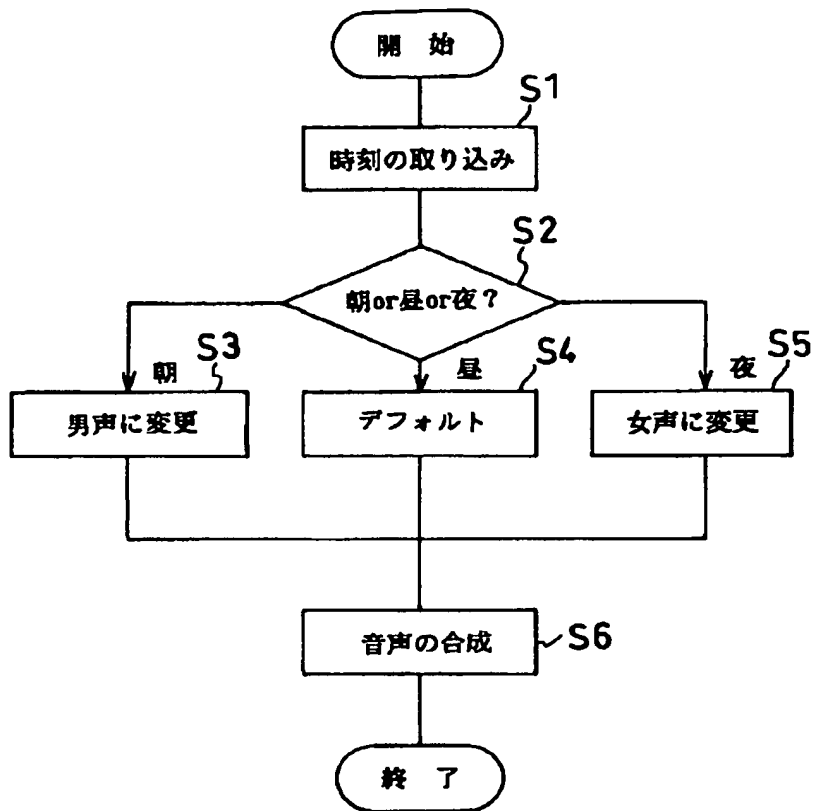 開 始
S1
時刻の取り込み
S2
朝or昼or夜？
朝
S3
昼
S4
夜
S5
男声に変更
デフォルト
女声に変更
音声の合成
S6
終 了